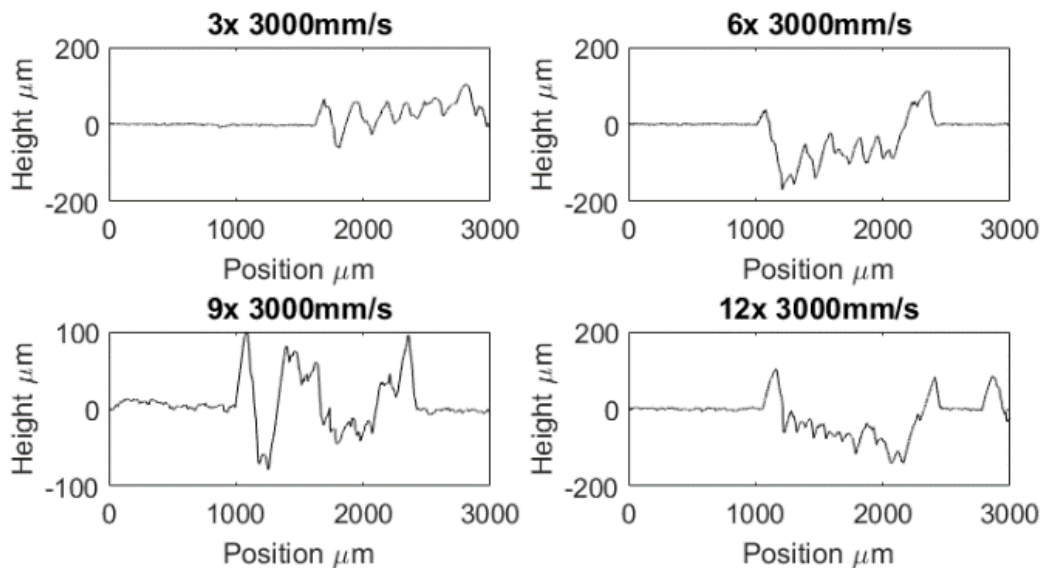 3x 3000mm/s
6x 3000mm/s
200
0
-200
Height μm
0 1000 2000 3000
Position μm
200
0
-200
Height μm
0 1000 2000 3000
Position μm
9x 3000mm/s
12x 3000mm/s
100
0
-100
Height μm
0 1000 2000 3000
Position μm
200
0
-200
Height μm
0 1000 2000 3000
Position μm